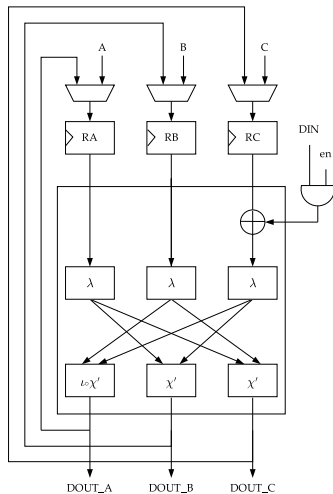 A B C
RA RB RC
DIN
en
λ λ λ
ι∘χ′ χ′ χ′
DOUT_A DOUT_B DOUT_C